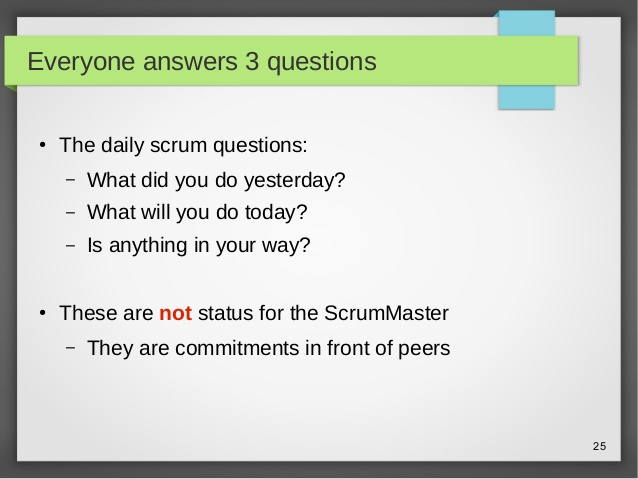 Everyone answers 3 questions
• The daily scrum questions:
– What did you do yesterday?
– What will you do today?
– Is anything in your way?
• These are not status for the ScrumMaster
– They are commitments in front of peers
25